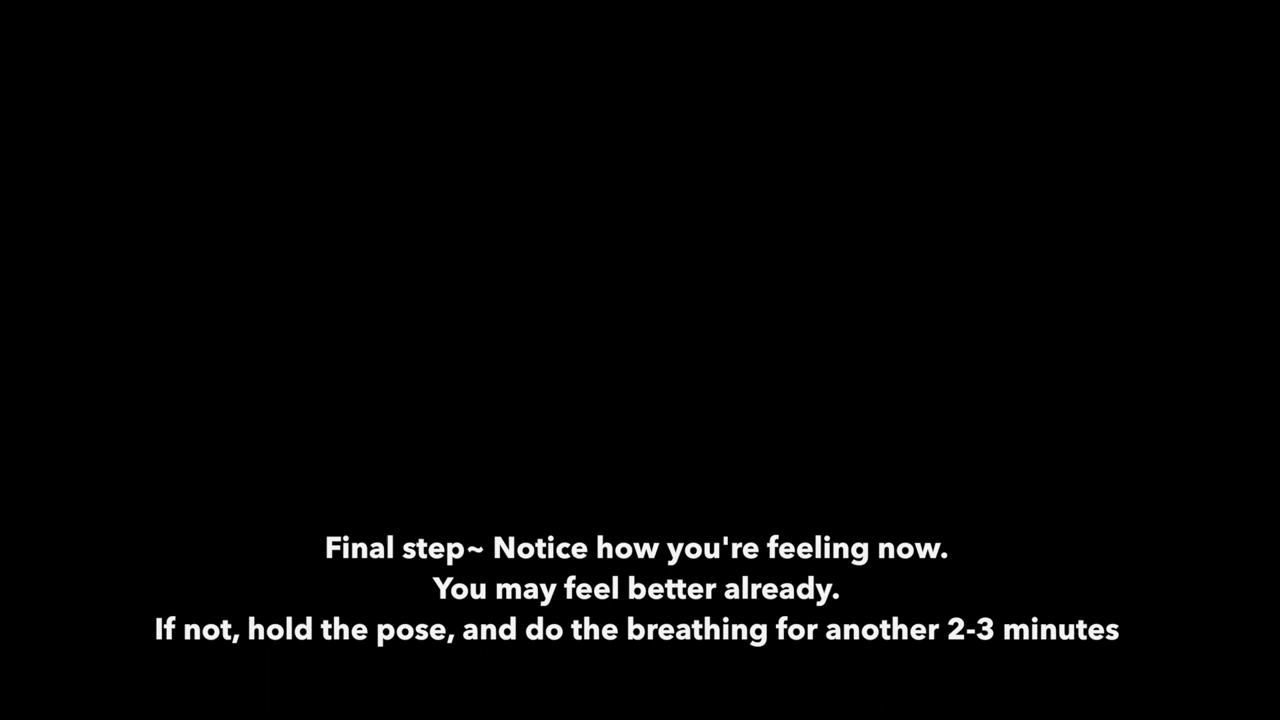 Final step~ Notice how you're feeling now.
You may feel better already.
If not, hold the pose, and do the breathing for another 2-3 minutes